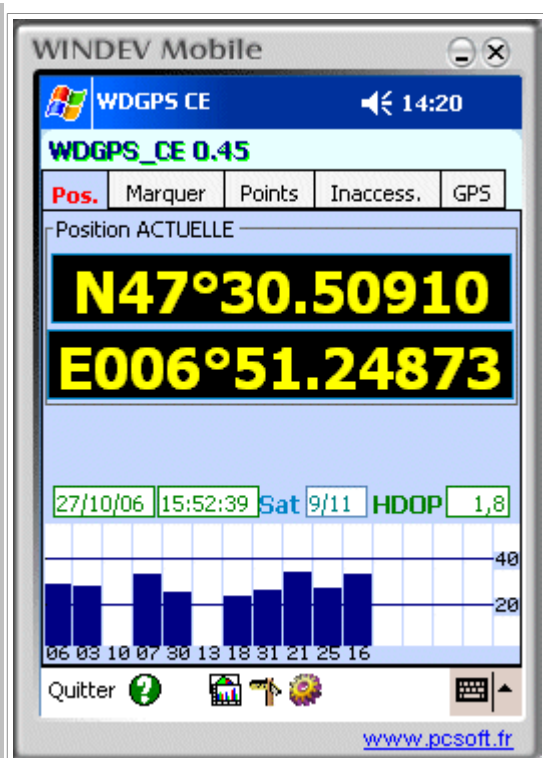 WINDEV Mobile
WDGPS CE 14:20
WDGPS_CE 0.45
Pos. Marquer Points Inaccess. GPS
Position ACTUELLE
N47°30.50910
E006°51.24873
27/10/06 15:52:39 Sat 9/11 HDOP 1,8
40
20
06 03 10 07 30 13 18 31 21 25 16
Quitter
www.pcsoft.fr